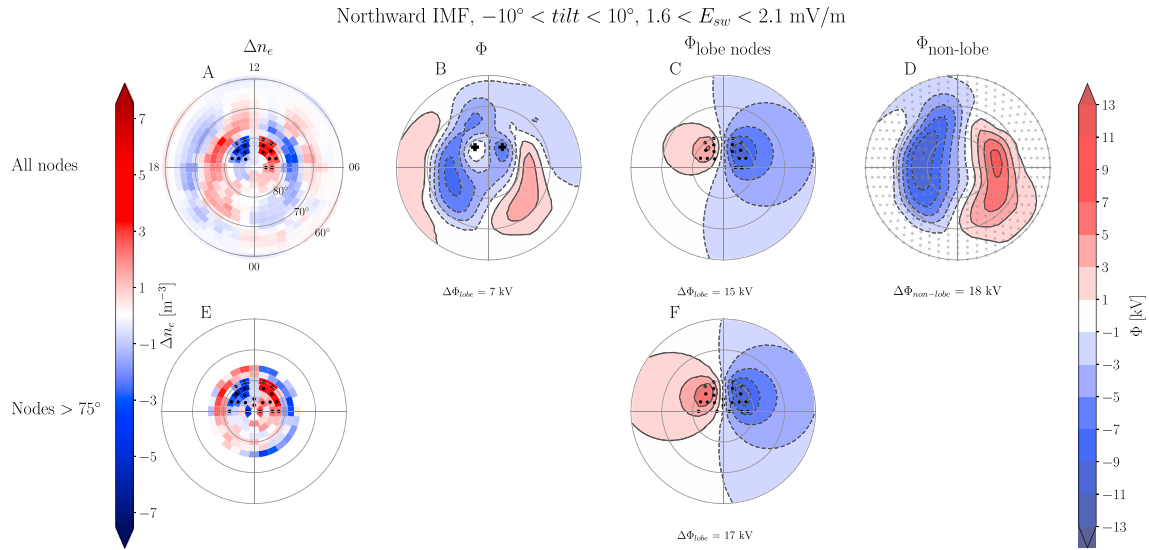 Northward IMF, −10° < tilt < 10°, 1.6 < E_sw < 2.1 mV/m
Δn_e
Φ
Φ_lobe nodes
Φ_non-lobe
A
B
C
D
12
18
06
00
80°
70°
60°
All nodes
7
5
3
1
−1
−3
−5
−7
Δn_e [m⁻³]
13
11
9
7
5
3
1
−1
−3
−5
−7
−9
−11
−13
Φ [kV]
ΔΦ_lobe = 7 kV
ΔΦ_lobe = 15 kV
ΔΦ_non−lobe = 18 kV
E
F
Nodes > 75°
ΔΦ_lobe = 17 kV